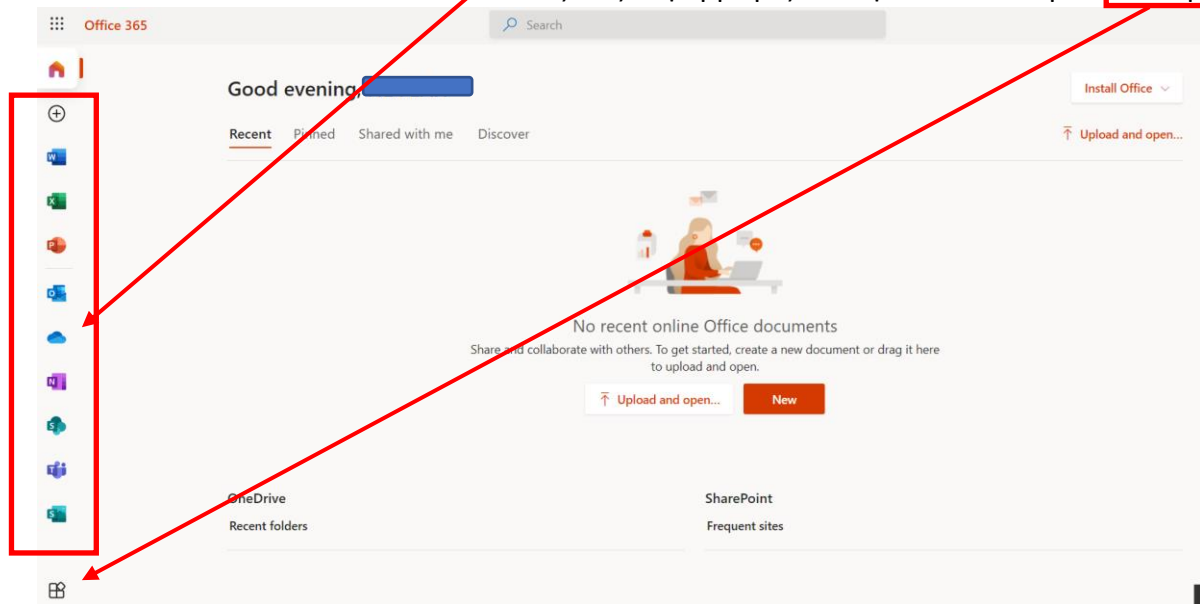 Office 365
Search
Good evening,
Install Office
Recent Pinned Shared with me Discover
Upload and open...
No recent online Office documents
Share and collaborate with others. To get started, create a new document or drag it here
to upload and open.
Upload and open...
New
OneDrive
SharePoint
Recent folders
Frequent sites